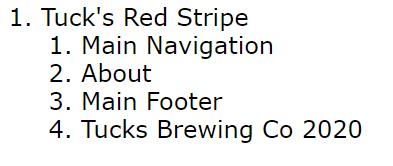 1. Tuck's Red Stripe
1. Main Navigation
2. About
3. Main Footer
4. Tucks Brewing Co 2020